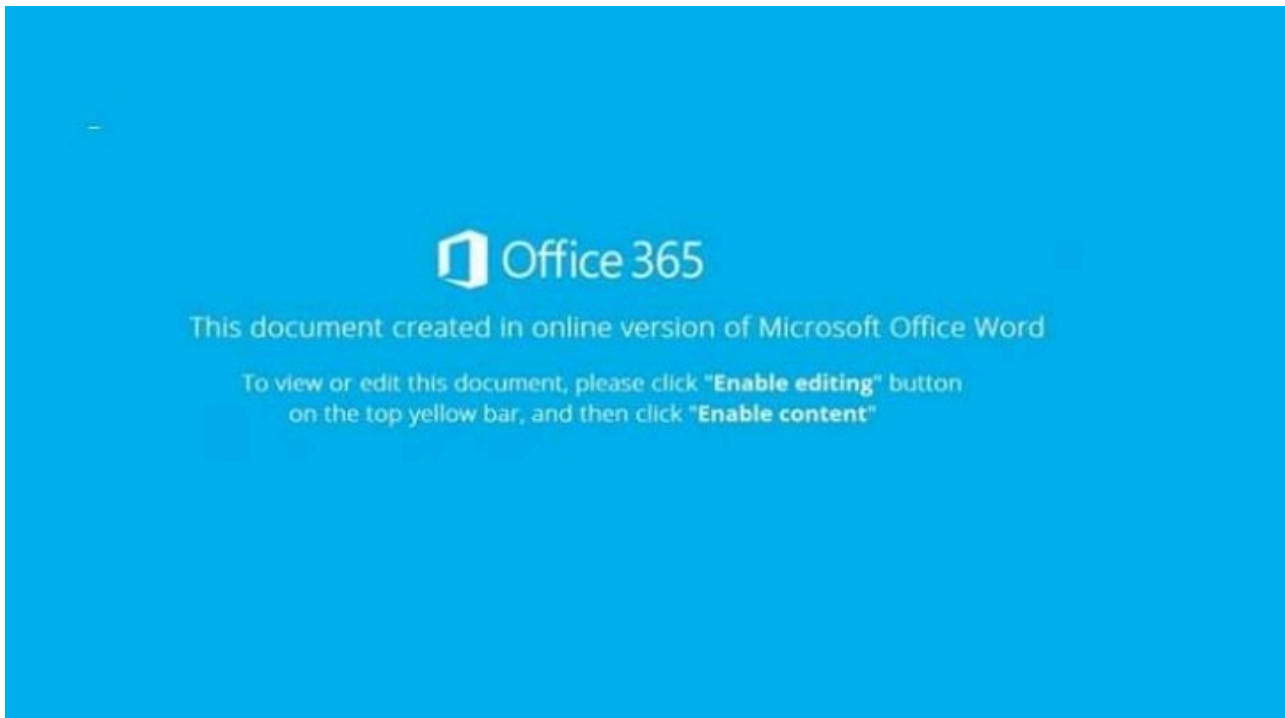 Office 365
This document created in online version of Microsoft Office Word
To view or edit this document, please click "Enable editing" button
on the top yellow bar, and then click "Enable content"